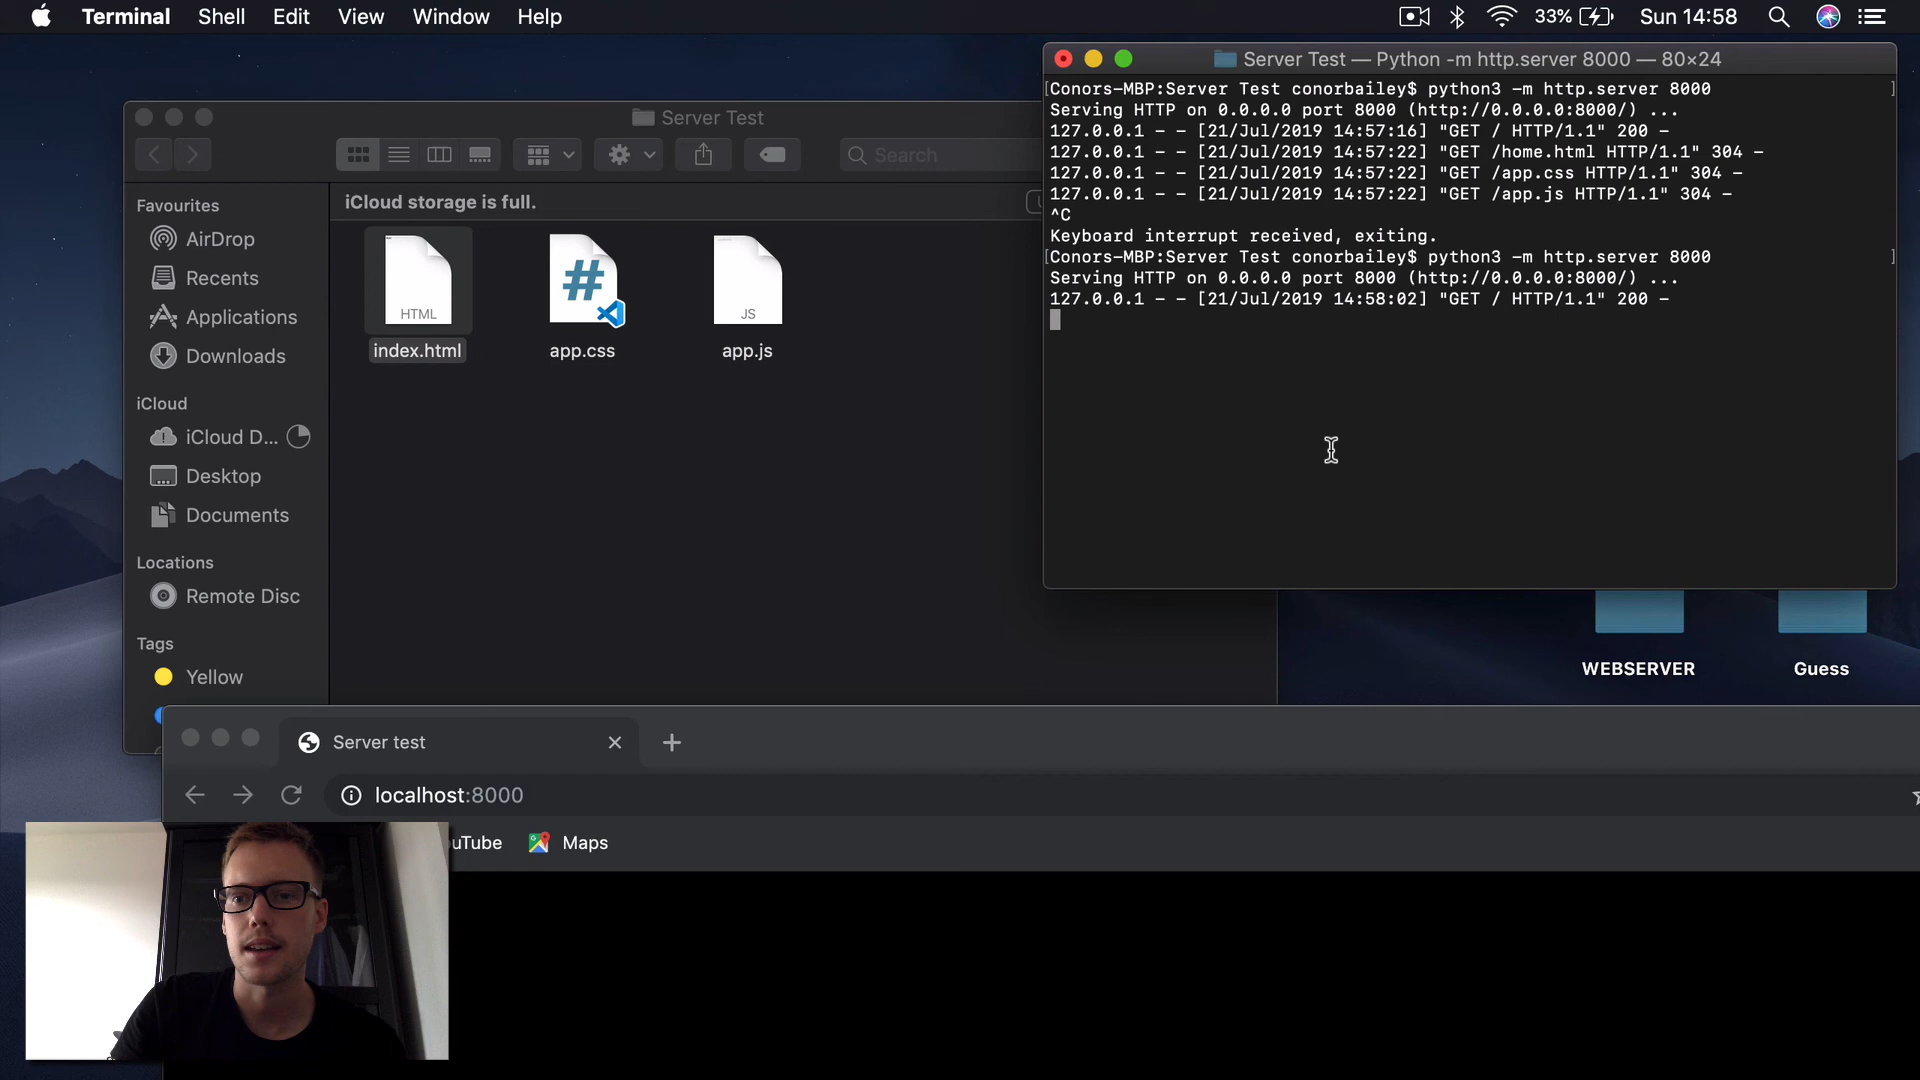 Terminal Shell Edit View Window Help
33% Sun 14:58
Server Test
Search
Favourites
AirDrop
Recents
Applications
Downloads
iCloud
iCloud D...
Desktop
Documents
Locations
Remote Disc
Tags
Yellow
iCloud storage is full.
HTML
index.html
#
app.css
JS
app.js
Server Test — Python -m http.server 8000 — 80×24
[Conors-MBP:Server Test conorbailey$ python3 -m http.server 8000 ]
Serving HTTP on 0.0.0.0 port 8000 (http://0.0.0.0:8000/) ...
127.0.0.1 - - [21/Jul/2019 14:57:16] "GET / HTTP/1.1" 200 -
127.0.0.1 - - [21/Jul/2019 14:57:22] "GET /home.html HTTP/1.1" 304 -
127.0.0.1 - - [21/Jul/2019 14:57:22] "GET /app.css HTTP/1.1" 304 -
127.0.0.1 - - [21/Jul/2019 14:57:22] "GET /app.js HTTP/1.1" 304 -
^C
Keyboard interrupt received, exiting.
[Conors-MBP:Server Test conorbailey$ python3 -m http.server 8000 ]
Serving HTTP on 0.0.0.0 port 8000 (http://0.0.0.0:8000/) ...
127.0.0.1 - - [21/Jul/2019 14:58:02] "GET / HTTP/1.1" 200 -
WEBSERVER
Guess
Server test
localhost:8000
ouTube
Maps